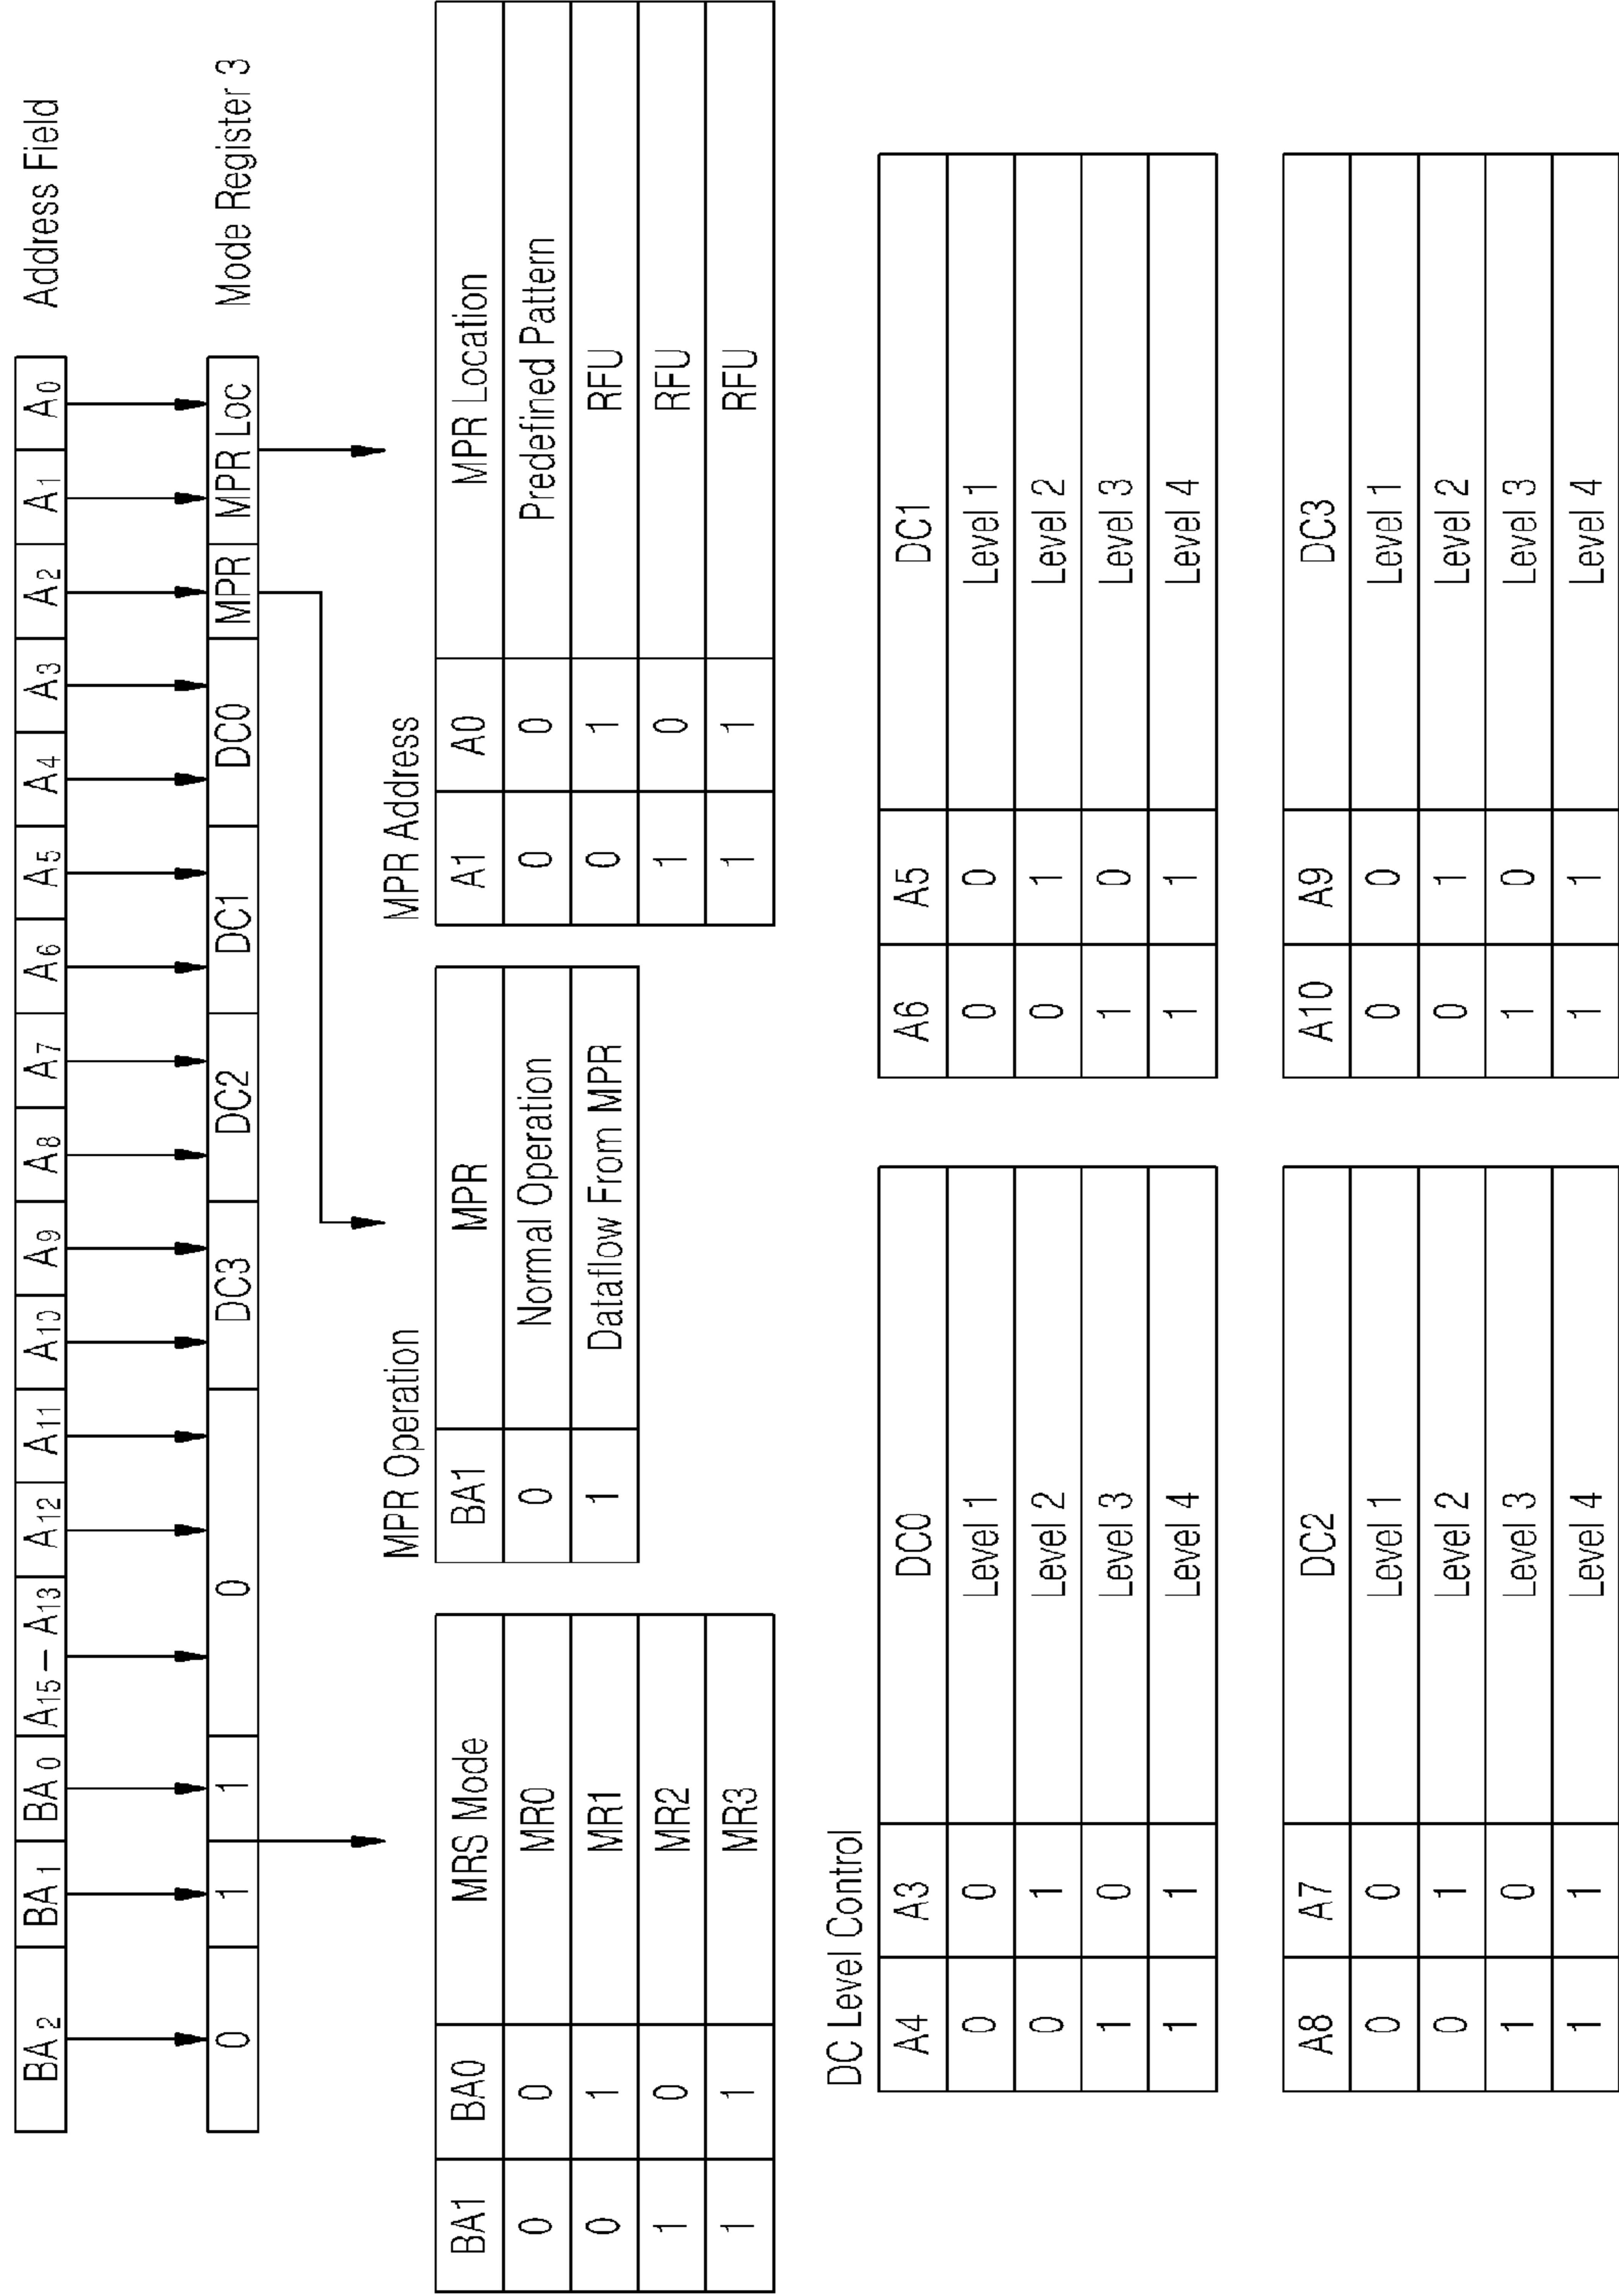 BA2 BA1 BA0 A15 – A13 A12 A11 A10 A9 A8 A7 A6 A5 A4 A3 A2 A1 A0 Address Field
0 1 1 0 DC3 DC2 DC1 DC0 MPR MPR Loc Mode Register 3
BA1 BA0 MRS Mode
0 0 MR0
0 1 MR1
1 0 MR2
1 1 MR3
MPR Operation
BA1 MPR
0 Normal Operation
1 Dataflow From MPR
MPR Address
A1 A0 MPR Location
0 0 Predefined Pattern
0 1 RFU
1 0 RFU
1 1 RFU
DC Level Control
A4 A3 DC0
0 0 Level 1
0 1 Level 2
1 0 Level 3
1 1 Level 4
A6 A5 DC1
0 0 Level 1
0 1 Level 2
1 0 Level 3
1 1 Level 4
A8 A7 DC2
0 0 Level 1
0 1 Level 2
1 0 Level 3
1 1 Level 4
A10 A9 DC3
0 0 Level 1
0 1 Level 2
1 0 Level 3
1 1 Level 4